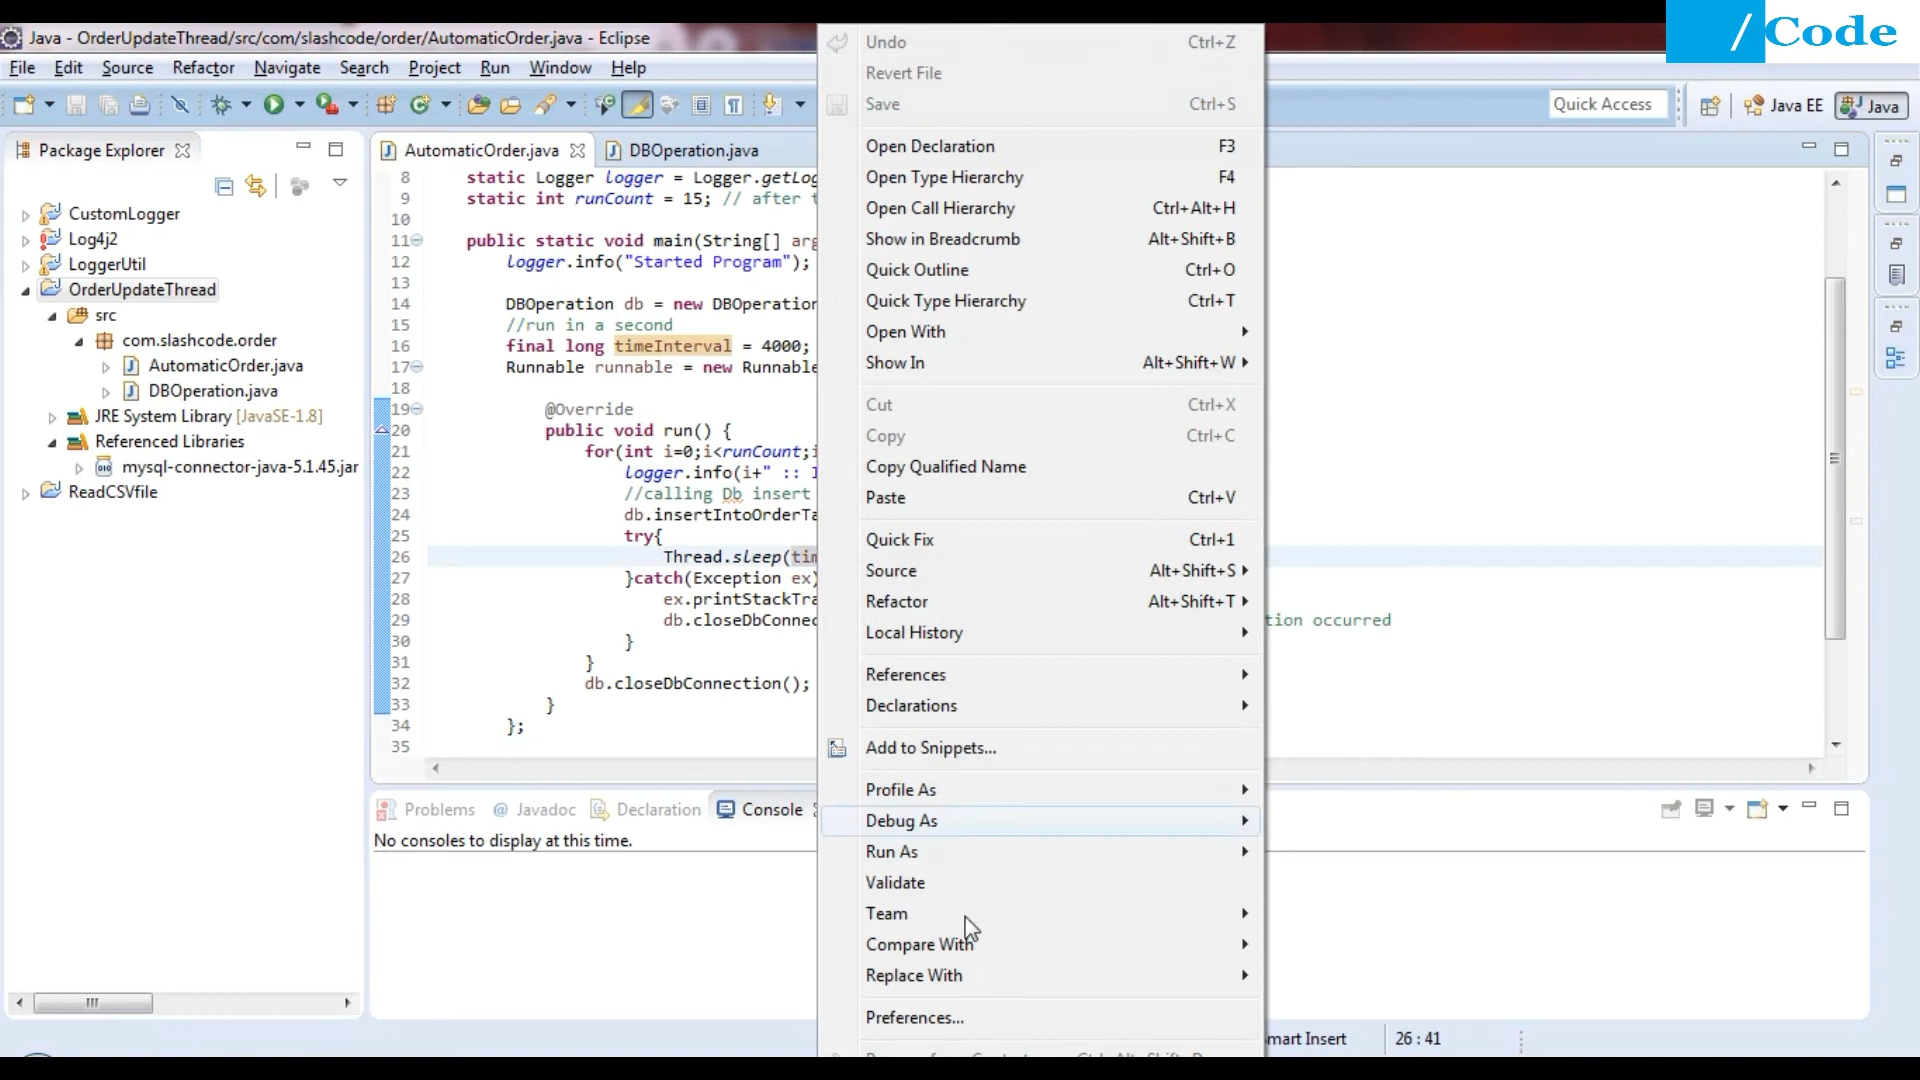 /Code
Java - OrderUpdateThread/src/com/slashcode/order/AutomaticOrder.java - Eclipse
File Edit Source Refactor Navigate Search Project Run Window Help
Quick Access
Java EE
Java
Package Explorer
CustomLogger
Log4j2
LoggerUtil
OrderUpdateThread
src
com.slashcode.order
AutomaticOrder.java
DBOperation.java
JRE System Library [JavaSE-1.8]
Referenced Libraries
mysql-connector-java-5.1.45.jar
ReadCSVfile
AutomaticOrder.java
DBOperation.java
8 static Logger logger = Logger.getLog
9 static int runCount = 15; // after t
10
11 public static void main(String[] arg
12 logger.info("Started Program");
13
14 DBOperation db = new DBOperation
15 //run in a second
16 final long timeInterval = 4000;
17 Runnable runnable = new Runnable
18
19 @Override
20 public void run() {
21 for(int i=0;i<runCount;i
22 logger.info(i+" ::
23 //calling Db insert
24 db.insertIntoOrderTa
25 try{
26 Thread.sleep(tim
27 }catch(Exception ex)
28 ex.printStackTra
29 db.closeDbConnec tion occurred
30 }
31 }
32 db.closeDbConnection();
33 }
34 };
35
Undo Ctrl+Z
Revert File
Save Ctrl+S
Open Declaration F3
Open Type Hierarchy F4
Open Call Hierarchy Ctrl+Alt+H
Show in Breadcrumb Alt+Shift+B
Quick Outline Ctrl+O
Quick Type Hierarchy Ctrl+T
Open With
Show In Alt+Shift+W
Cut Ctrl+X
Copy Ctrl+C
Copy Qualified Name
Paste Ctrl+V
Quick Fix Ctrl+1
Source Alt+Shift+S
Refactor Alt+Shift+T
Local History
References
Declarations
Add to Snippets...
Profile As
Debug As
Run As
Validate
Team
Compare With
Replace With
Preferences...
Problems @ Javadoc Declaration Console
No consoles to display at this time.
mart Insert 26 : 41